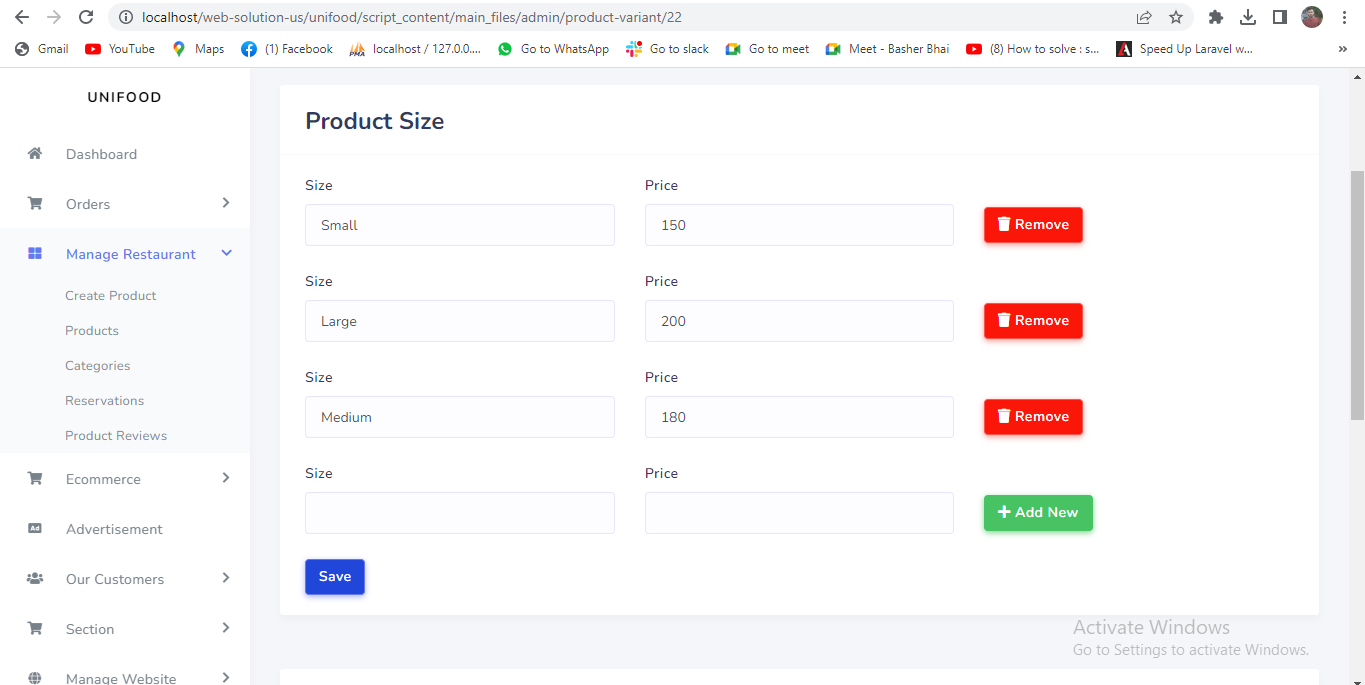 localhost/web-solution-us/unifood/script_content/main_files/admin/product-variant/22
Gmail YouTube Maps (1) Facebook localhost / 127.0.0.... Go to WhatsApp Go to slack Go to meet Meet - Basher Bhai (8) How to solve : s... Speed Up Laravel w... »
UNIFOOD
Dashboard
Orders
Manage Restaurant
Create Product
Products
Categories
Reservations
Product Reviews
Ecommerce
Ad Advertisement
Our Customers
Section
Manage Website
Product Size
Size Price
Small 150 Remove
Size Price
Large 200 Remove
Size Price
Medium 180 Remove
Size Price
Add New
Save
Activate Windows
Go to Settings to activate Windows.